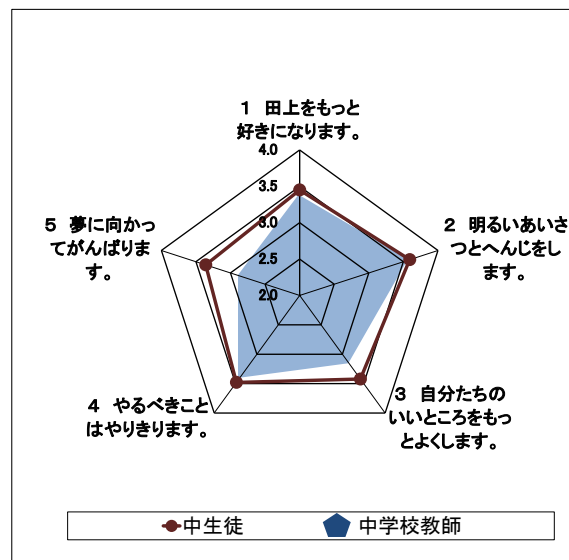 1 田上をもっと
好きになります。
4.0
3.5
3.0
2.5
2.0
2 明るいあいさ
つとへんじをし
ます。
3 自分たちの
いいところをもっ
とよくします。
4 やるべきこと
はやりきります。
5 夢に向かっ
てがんばりま
す。
中生徒
中学校教師